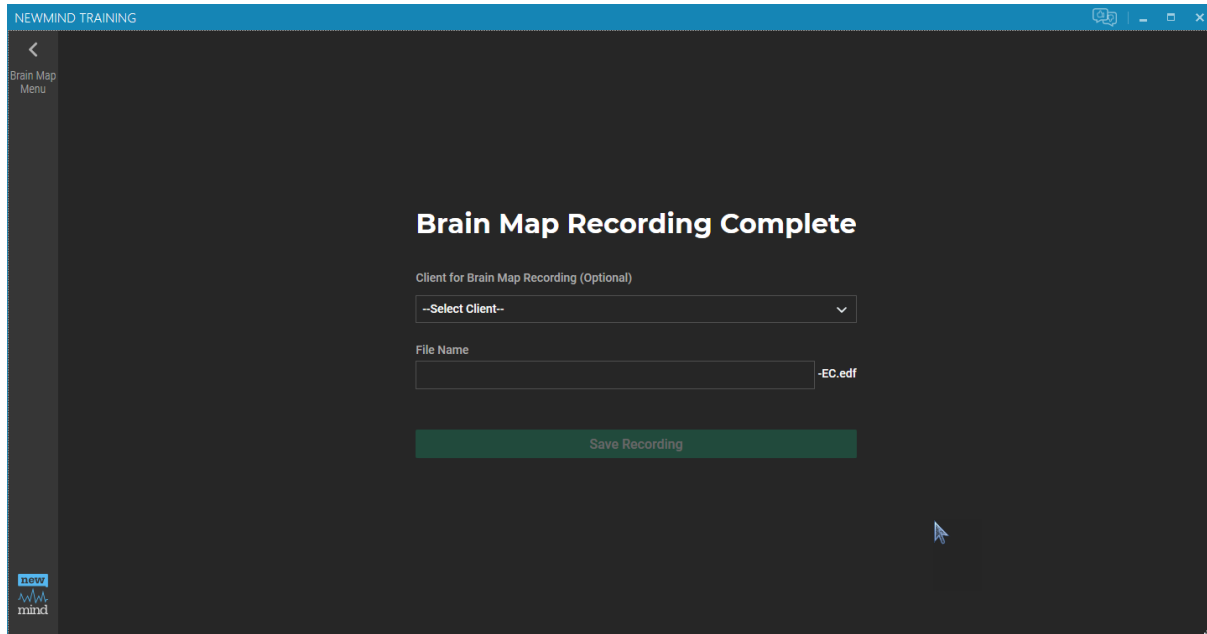 NEWMIND TRAINING
Brain Map
Menu
Brain Map Recording Complete
Client for Brain Map Recording (Optional)
--Select Client--
File Name
-EC.edf
Save Recording
new
mind